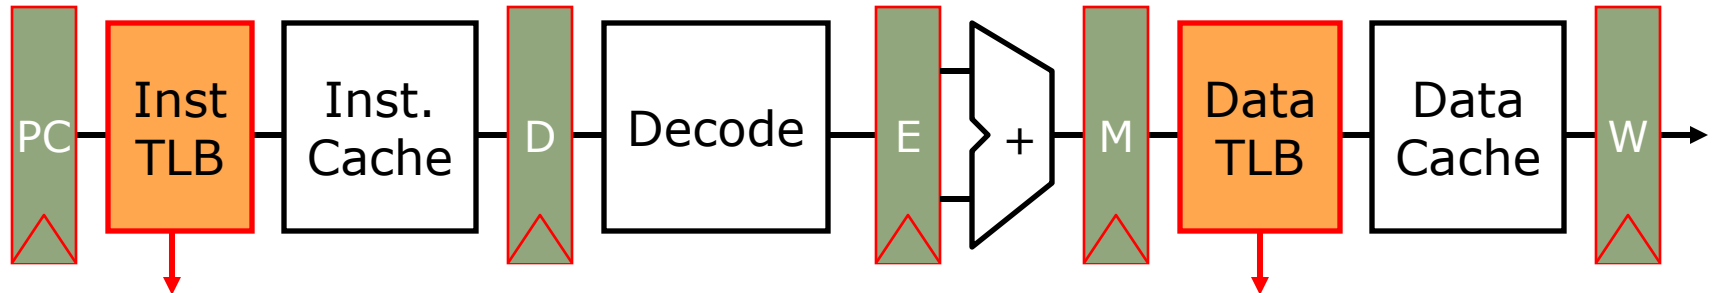 PC
Inst
TLB
Inst.
Cache
D
Decode
E
+
M
Data
TLB
Data
Cache
W